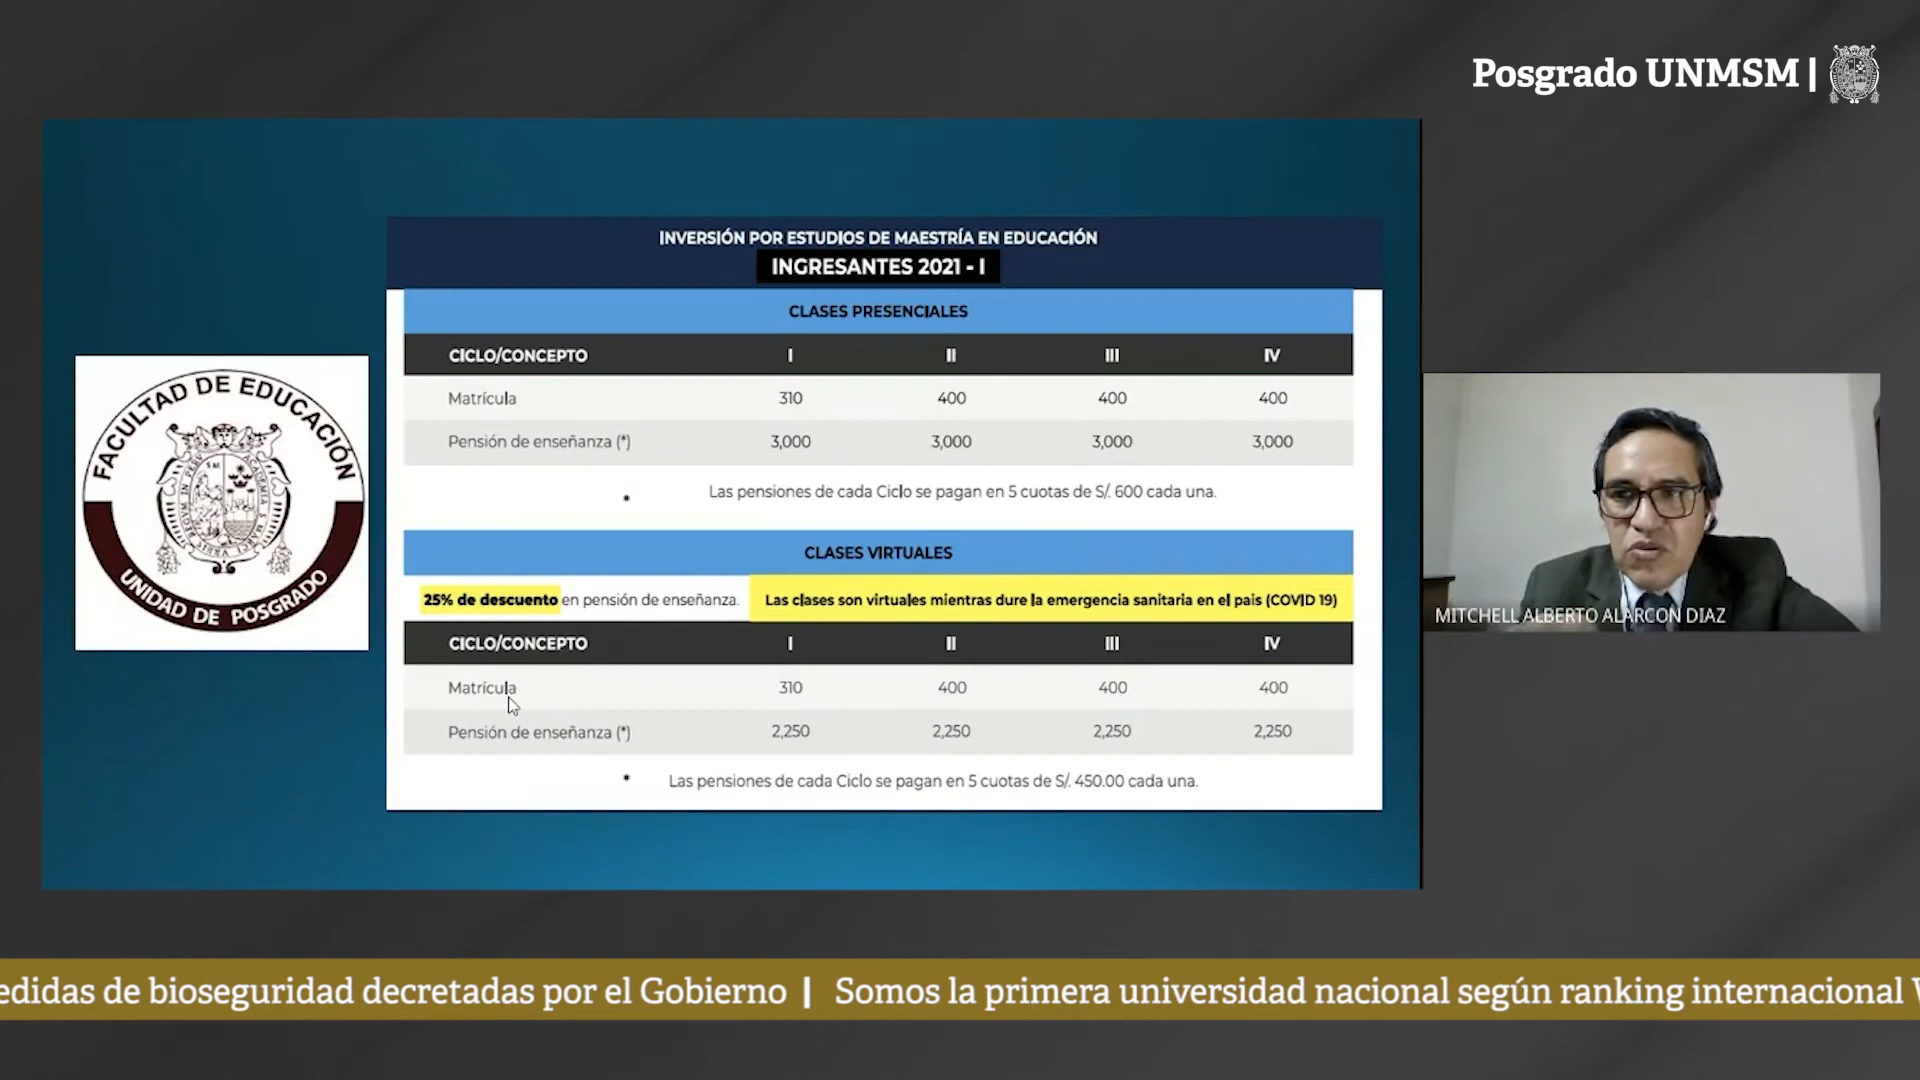 Posgrado UNMSM |
INVERSIÓN POR ESTUDIOS DE MAESTRÍA EN EDUCACIÓN
INGRESANTES 2021 - I
CLASES PRESENCIALES
CICLO/CONCEPTO I II III IV
Matrícula 310 400 400 400
Pensión de enseñanza (*) 3,000 3,000 3,000 3,000
* Las pensiones de cada Ciclo se pagan en 5 cuotas de S/. 600 cada una.
CLASES VIRTUALES
25% de descuento en pensión de enseñanza. Las clases son virtuales mientras dure la emergencia sanitaria en el pais (COVID 19)
CICLO/CONCEPTO I II III IV
Matrícula 310 400 400 400
Pensión de enseñanza (*) 2,250 2,250 2,250 2,250
* Las pensiones de cada Ciclo se pagan en 5 cuotas de S/. 450.00 cada una.
FACULTAD DE EDUCACIÓN
UNIDAD DE POSGRADO
MITCHELL ALBERTO ALARCON DIAZ
edidas de bioseguridad decretadas por el Gobierno | Somos la primera universidad nacional según ranking internacional